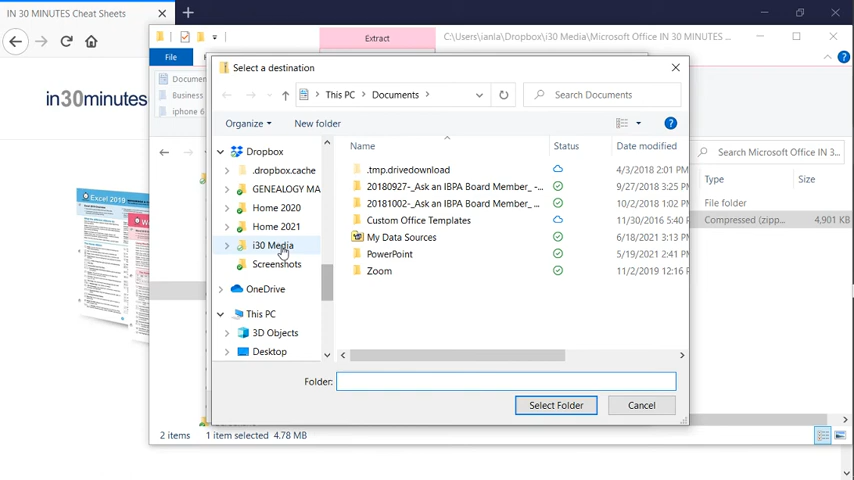 IN 30 MINUTES Cheat Sheets
Extract
C:\Users\ianla\Dropbox\i30 Media\Microsoft Office IN 30 MINUTES ...
File
Select a destination
This PC > Documents >
Search Documents
Organize
New folder
in30minutes
Documen
Business
iphone 6
Search Microsoft Office IN 3...
Name
Status
Date modified
Type
Size
Dropbox
.dropbox.cache
GENEALOGY MA
Home 2020
Home 2021
i30 Media
Screenshots
OneDrive
This PC
3D Objects
Desktop
.tmp.drivedownload
4/3/2018 2:01 PM
20180927-_Ask an IBPA Board Member_ -...
9/27/2018 3:25 P
20181002-_Ask an IBPA Board Member_ ...
10/2/2018 1:02 P
Custom Office Templates
11/30/2016 5:40
My Data Sources
6/18/2013 3:13 P
PowerPoint
5/19/2021 2:41 P
Zoom
11/2/2019 12:16
File folder
Compressed (zipp...
4,901 KB
Excel 2019
Folder:
Select Folder
Cancel
2 items
1 item selected 4.78 MB